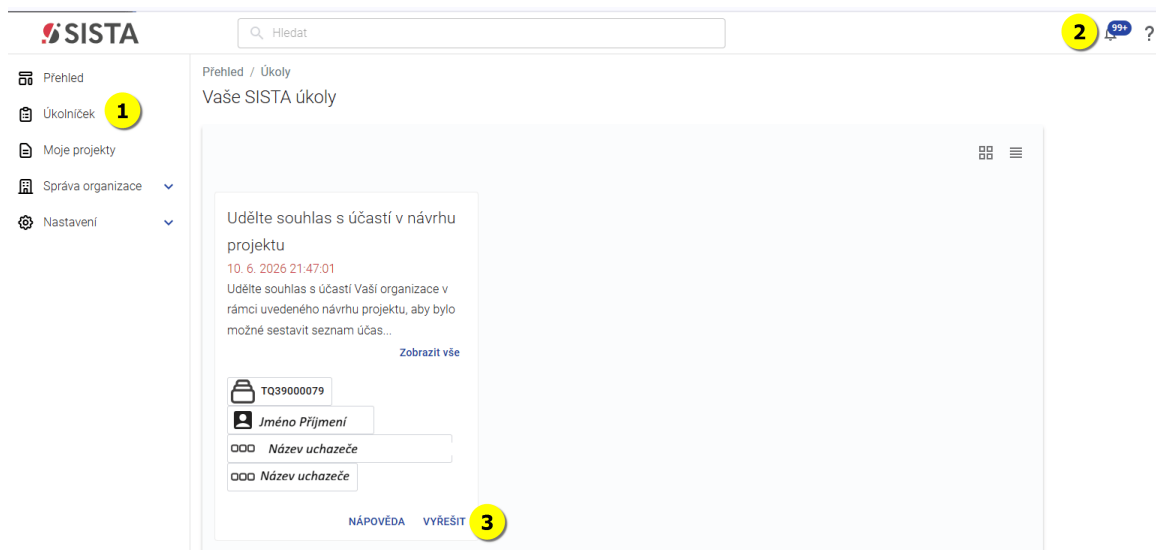 SISTA
Hledat
2
99+
?
Přehled
Úkolníček
1
Moje projekty
Správa organizace
Nastavení
Přehled / Úkoly
Vaše SISTA úkoly
Udělte souhlas s účastí v návrhu
projektu
10. 6. 2026 21:47:01
Udělte souhlas s účastí Vaší organizace v
rámci uvedeného návrhu projektu, aby bylo
možné sestavit seznam účas...
Zobrazit vše
TQ39000079
Jméno Příjmení
Název uchazeče
Název uchazeče
NÁPOVĚDA VYŘEŠIT 3